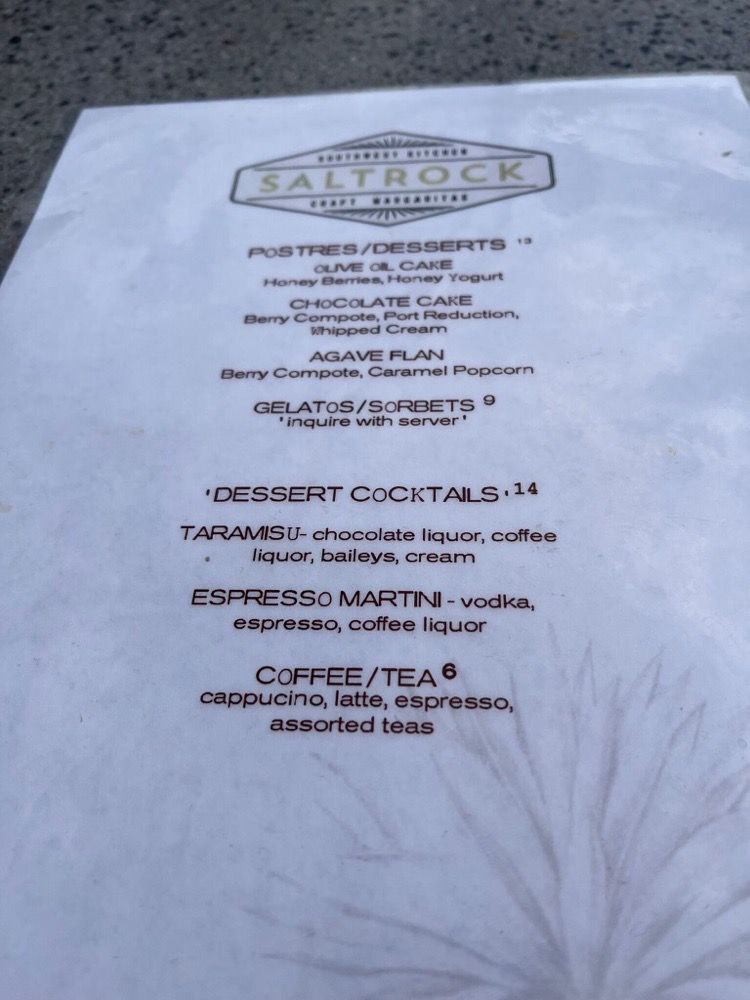 SOUTHWEST KITCHEN
SALTROCK
CRAFT MARGARITAS
POSTRES/DESSERTS 13
OLIVE OIL CAKE
Honey Berries, Honey Yogurt
CHOCOLATE CAKE
Berry Compote, Port Reduction,
Whipped Cream
AGAVE FLAN
Berry Compote, Caramel Popcorn
GELATOS/SORBETS 9
'inquire with server'
'DESSERT COCKTAILS' 14
TARAMISU- chocolate liquor, coffee
liquor, baileys, cream
ESPRESSO MARTINI - vodka,
espresso, coffee liquor
COFFEE/TEA 6
cappucino, latte, espresso,
assorted teas